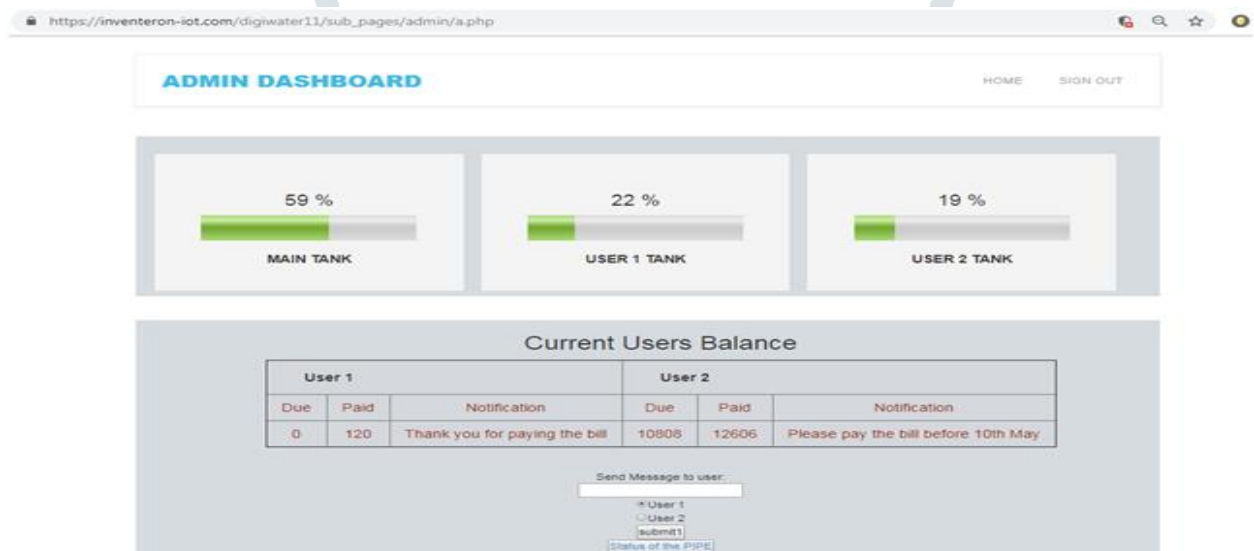 https://inventeron-iot.com/digiwater11/sub_pages/admin/a.php
ADMIN DASHBOARD HOME SIGN OUT
59 % 22 % 19 %
MAIN TANK USER 1 TANK USER 2 TANK
Current Users Balance
User 1 User 2
Due Paid Notification Due Paid Notification
0 120 Thank you for paying the bill 10808 12606 Please pay the bill before 10th May
Send Message to user:
User 1
User 2
submit1
Status of the PIPE